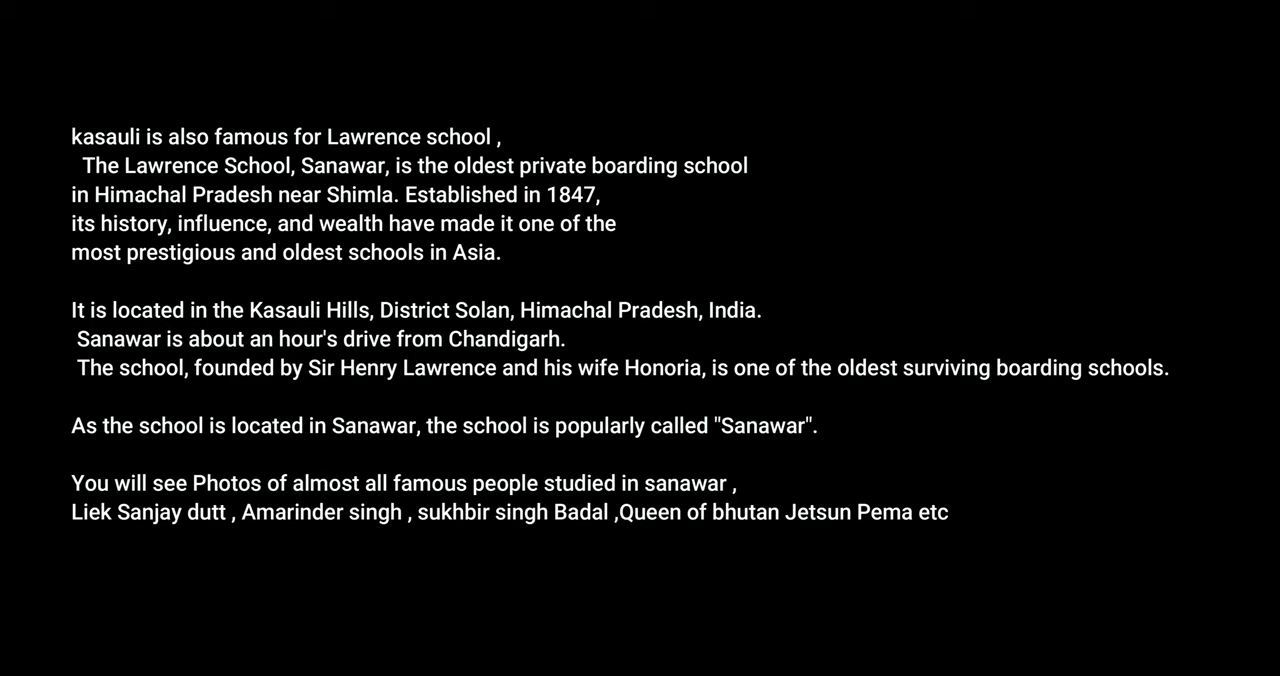 kasauli is also famous for Lawrence school ,
The Lawrence School, Sanawar, is the oldest private boarding school
in Himachal Pradesh near Shimla. Established in 1847,
its history, influence, and wealth have made it one of the
most prestigious and oldest schools in Asia.
It is located in the Kasauli Hills, District Solan, Himachal Pradesh, India.
Sanawar is about an hour's drive from Chandigarh.
The school, founded by Sir Henry Lawrence and his wife Honoria, is one of the oldest surviving boarding schools.
As the school is located in Sanawar, the school is popularly called "Sanawar".
You will see Photos of almost all famous people studied in sanawar ,
Liek Sanjay dutt , Amarinder singh , sukhbir singh Badal ,Queen of bhutan Jetsun Pema etc